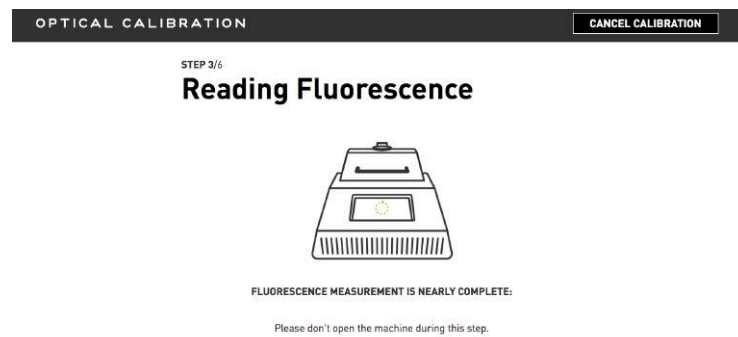 OPTICAL CALIBRATION
CANCEL CALIBRATION
STEP 3/6
Reading Fluorescence
FLUORESCENCE MEASUREMENT IS NEARLY COMPLETE:
Please don't open the machine during this step.